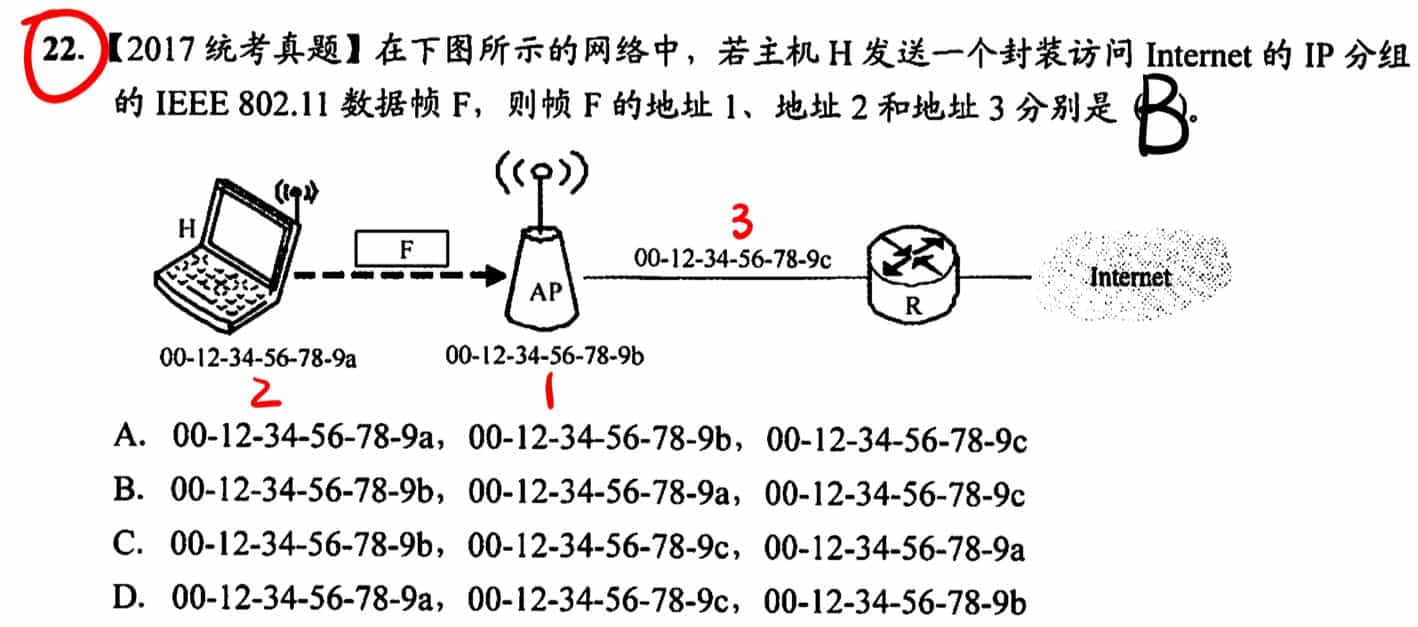 22.【2017 统考真题】在下图所示的网络中，若主机 H 发送一个封装访问 Internet 的 IP 分组
的 IEEE 802.11 数据帧 F，则帧 F 的地址 1、地址 2 和地址 3 分别是（B）。
H
F
AP
3
00-12-34-56-78-9c
R
Internet
00-12-34-56-78-9a
00-12-34-56-78-9b
2
1
A. 00-12-34-56-78-9a，00-12-34-56-78-9b，00-12-34-56-78-9c
B. 00-12-34-56-78-9b，00-12-34-56-78-9a，00-12-34-56-78-9c
C. 00-12-34-56-78-9b，00-12-34-56-78-9c，00-12-34-56-78-9a
D. 00-12-34-56-78-9a，00-12-34-56-78-9c，00-12-34-56-78-9b